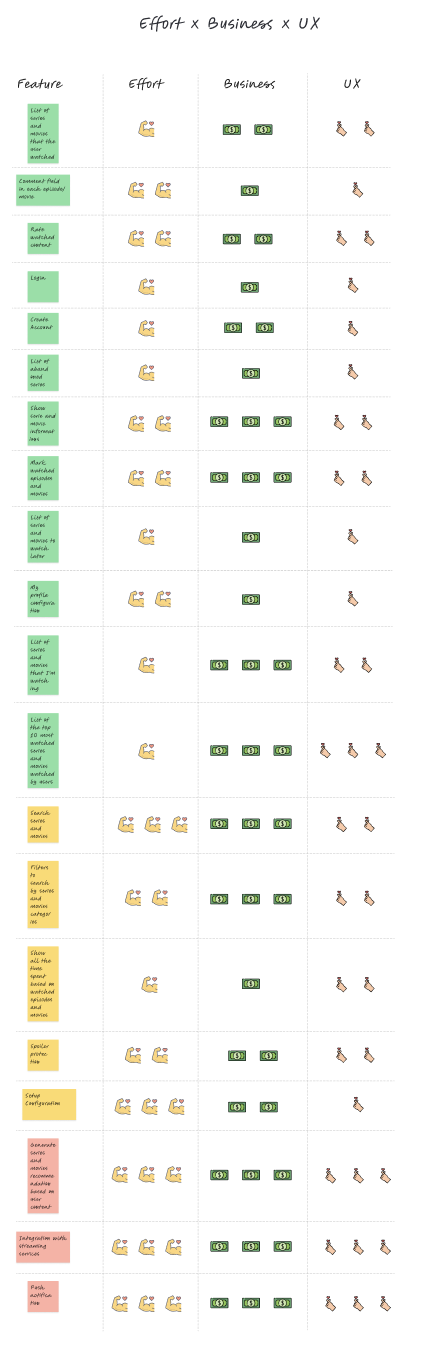 Effort x Business x UX
Feature
Effort
Business
UX
List of
series
and
movies
that the
user
watched
Comment field
in each episode/
movie
Rate
watched
content
Login
Create
Account
List of
aband
oned
series
Show
serie and
movie
informat
ions
Mark
watched
episodes
and
movies
List of
series
and
movies to
watch
later
My
profile
configura
tion
List of
series
and
movies
that I'm
watch
ing
List of
the top
10 most
watched
series
and
movies
watched
by users
Search
series
and
movies
Filters
to
search
by series
and
movies
catego
ies
Show
all the
time
spent
based on
watched
episodes
and
movies
Spoiler
protec
tion
Setup
Configuration
Generate
series
and
movies
recomme
ndation
based on
user
content
Integration with
streaming
services
Push
notifica
tion